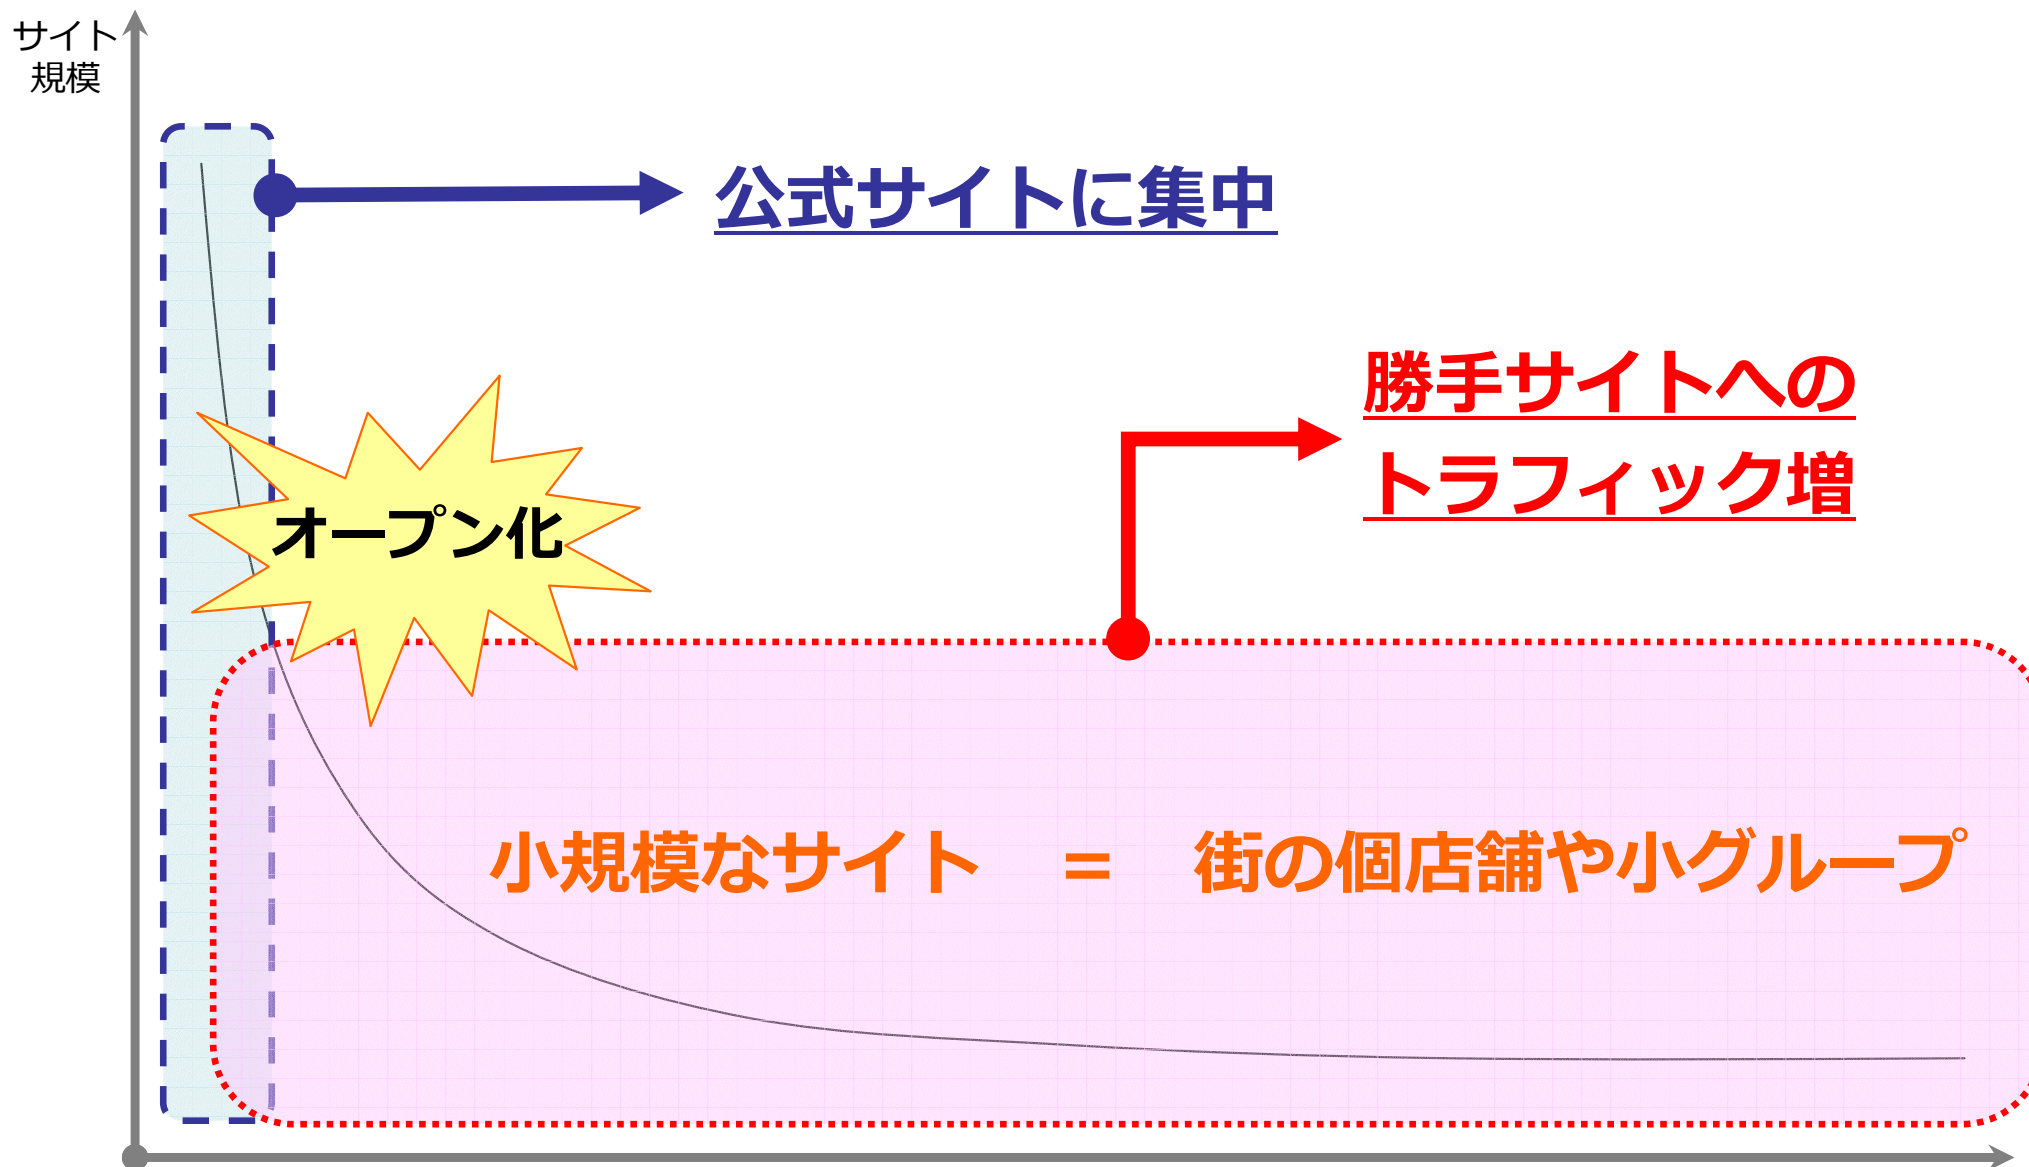 サイト
規模
公式サイトに集中
勝手サイトへの
トラフィック増
オープン化
小規模なサイト　＝　街の個店舗や小グループ